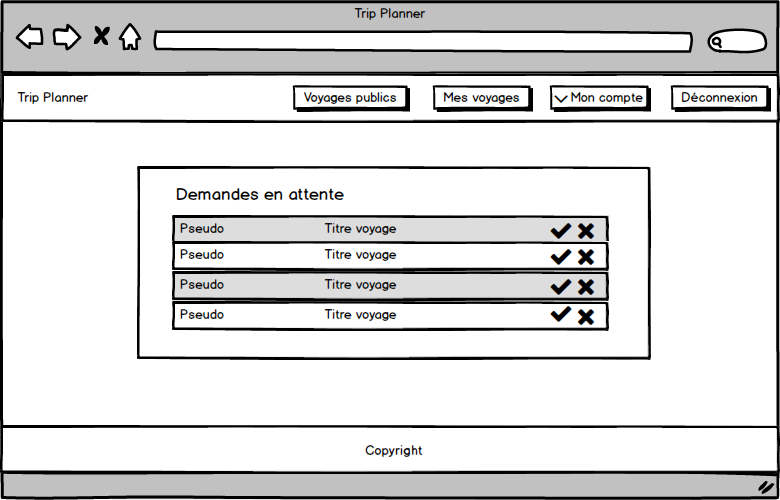 Trip Planner
Trip Planner
Voyages publics
Mes voyages
Mon compte
Déconnexion
Demandes en attente
Pseudo Titre voyage
Pseudo Titre voyage
Pseudo Titre voyage
Pseudo Titre voyage
Copyright